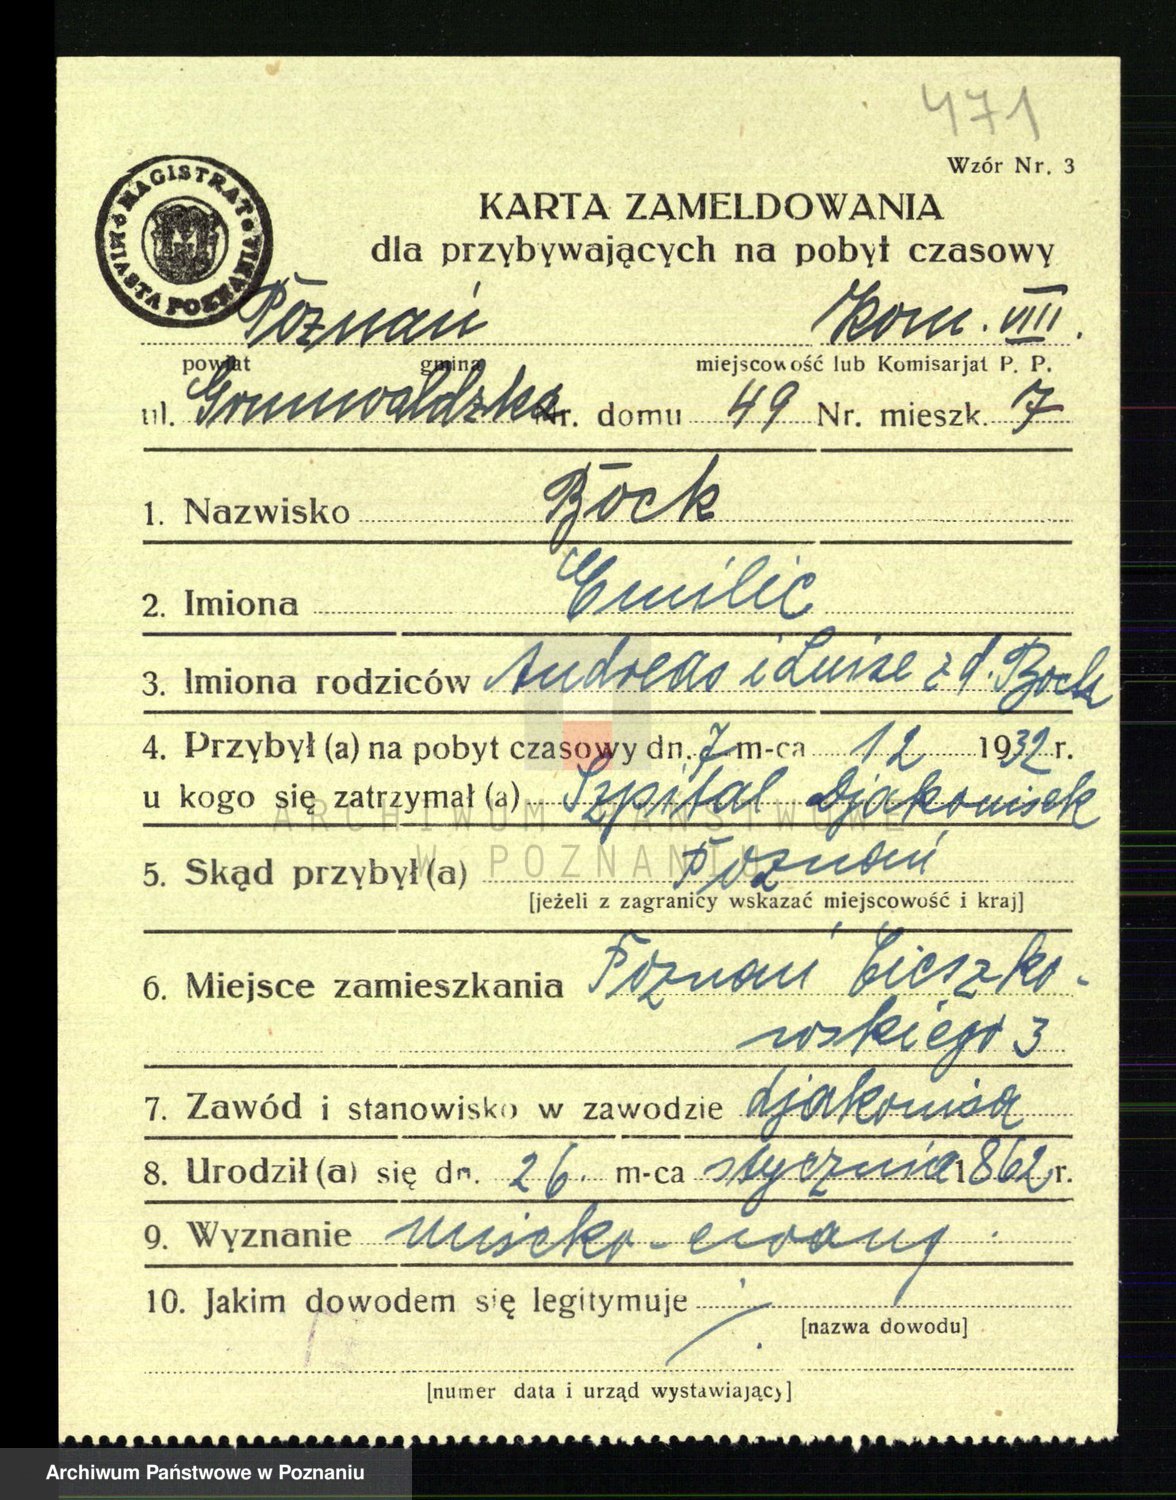 471
Wzór Nr. 3
MAGISTRAT MIASTA POZNANIA
KARTA ZAMELDOWANIA
dla przybywających na pobyt czasowy
Poznań Kom. VIII.
powiat gmina miejscowość lub Komisarjat P. P.
ul. Grunwaldzka Nr. domu 49 Nr. mieszk. 7
1. Nazwisko Böck
2. Imiona Emilie
3. Imiona rodziców Andreas i Luise z d. Bock
4. Przybył (a) na pobyt czasowy dn. 7 m-ca 12 1932 r.
u kogo się zatrzymał (a) Szpital Djakonisek
ARCHIWUM PAŃSTWOWE
W POZNANIU
5. Skąd przybył (a) Poznań
[jeżeli z zagranicy wskazać miejscowość i kraj]
6. Miejsce zamieszkania Poznań Cieszko-
wskiego 3
7. Zawód i stanowisko w zawodzie djakonisa
8. Urodził (a) się dn. 26. m-ca stycznia 1862 r.
9. Wyznanie ewang.
10. Jakim dowodem się legitymuje
[nazwa dowodu]
[numer data i urząd wystawiający]
Archiwum Państwowe w Poznaniu